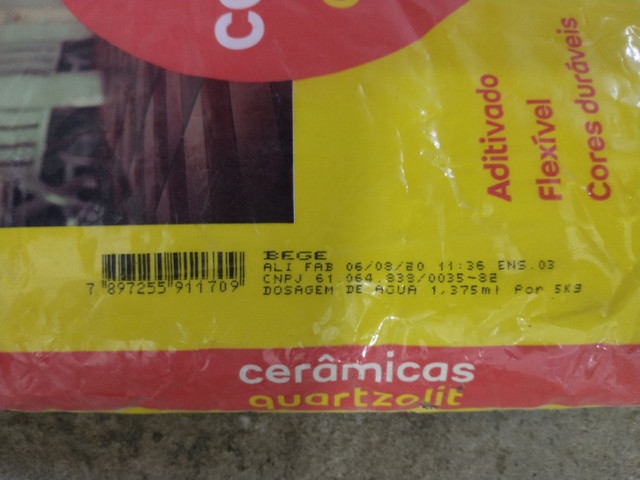 co
Aditivado
Flexível
Cores duráveis
BEGE
ALI FAB 06/08/20 11:36 ENS.03
CNPJ 61.064.838/0035-82
DOSAGEM DE AGUA 1,375ml Por 5Kg
7 897255 911709
cerâmicas
quartzolit